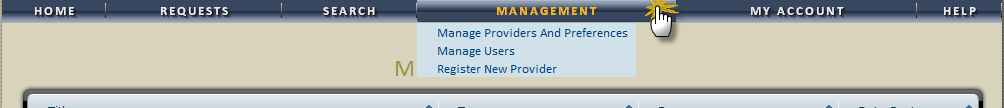 HOME REQUESTS SEARCH MANAGEMENT MY ACCOUNT HELP
Manage Providers And Preferences
Manage Users
Register New Provider
M